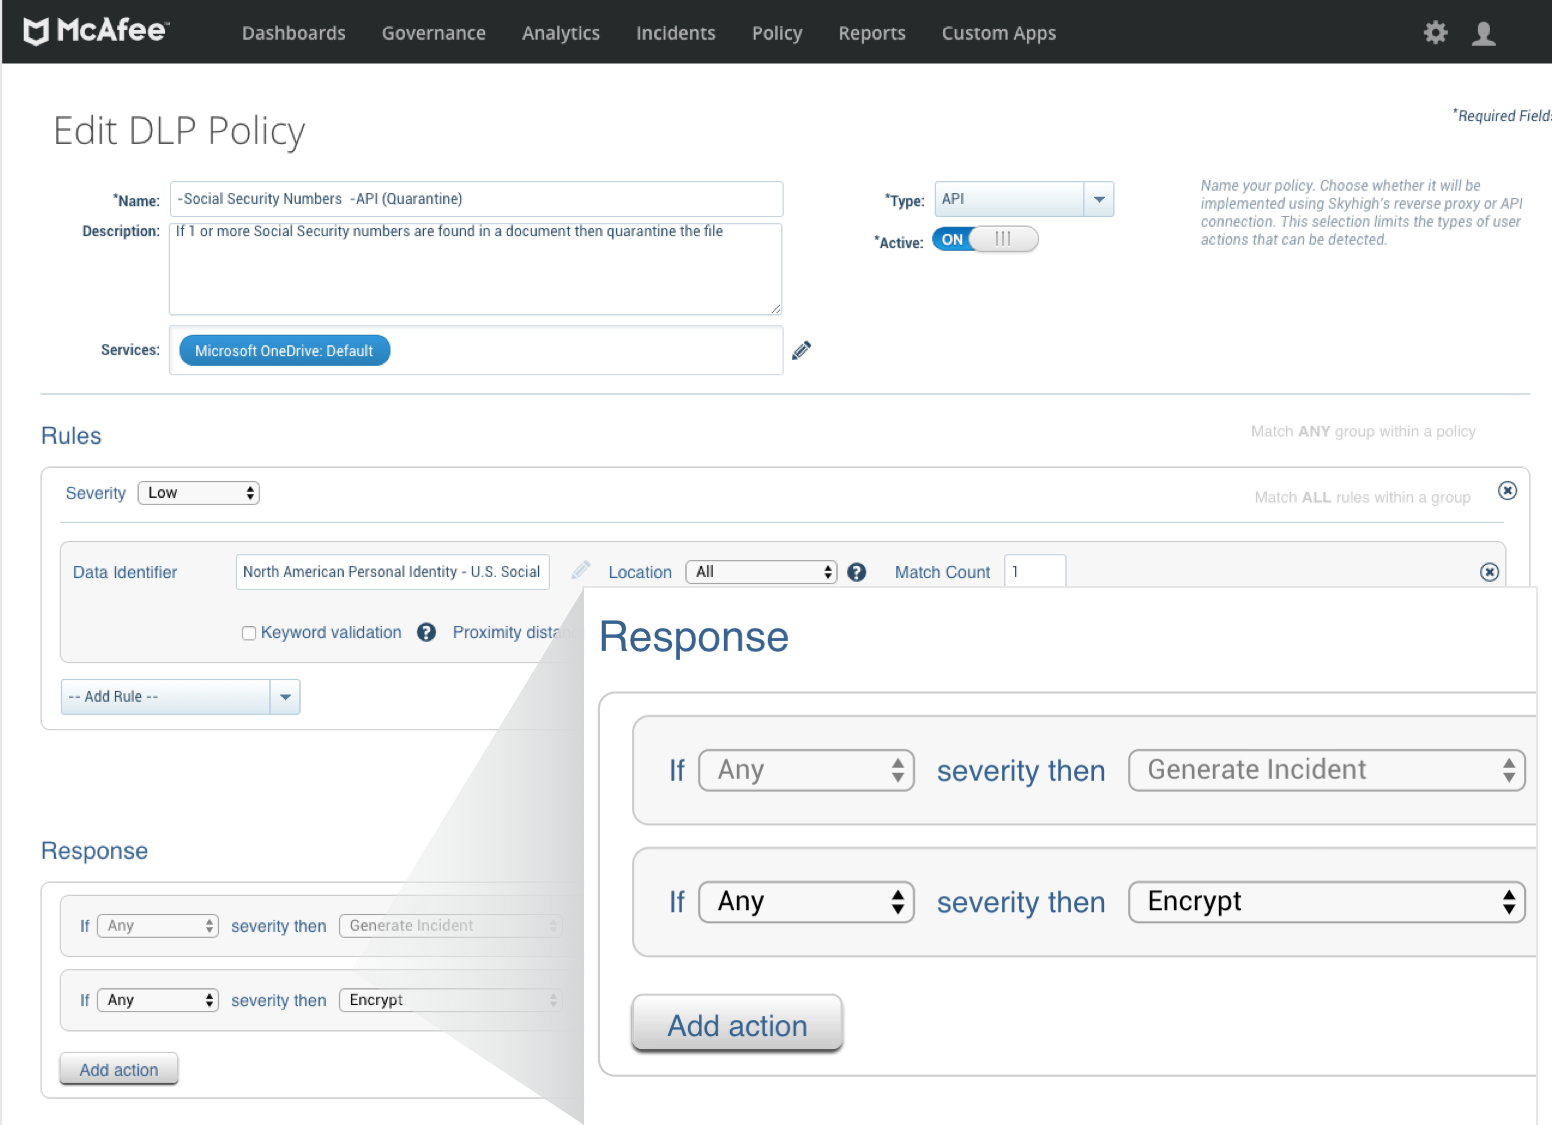 McAfee™
Dashboards Governance Analytics Incidents Policy Reports Custom Apps
Edit DLP Policy
*Required Fields
*Name: -Social Security Numbers -API (Quarantine)
*Type: API
Name your policy. Choose whether it will be
implemented using Skyhigh's reverse proxy or API
connection. This selection limits the types of user
actions that can be detected.
Description: If 1 or more Social Security numbers are found in a document then quarantine the file
*Active: ON
Services: Microsoft OneDrive: Default
Rules
Match ANY group within a policy
Severity Low
Match ALL rules within a group
Data Identifier North American Personal Identity - U.S. Social Location All ? Match Count 1
Keyword validation ? Proximity distan
-- Add Rule --
Response
If Any severity then Generate Incident
If Any severity then Encrypt
Add action
Response
If Any severity then Generate Incident
If Any severity then Encrypt
Add action